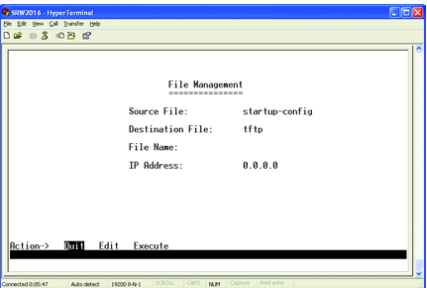 SRW2016 - HyperTerminal
File Edit View Call Transfer Help
File Management
===============
Source File: startup-config
Destination File: tftp
File Name:
IP Address: 0.0.0.0
Action-> Quit Edit Execute
Connected 0:05:47 Auto detect 19200 8-N-1 SCROLL CAPS NUM Capture Print echo